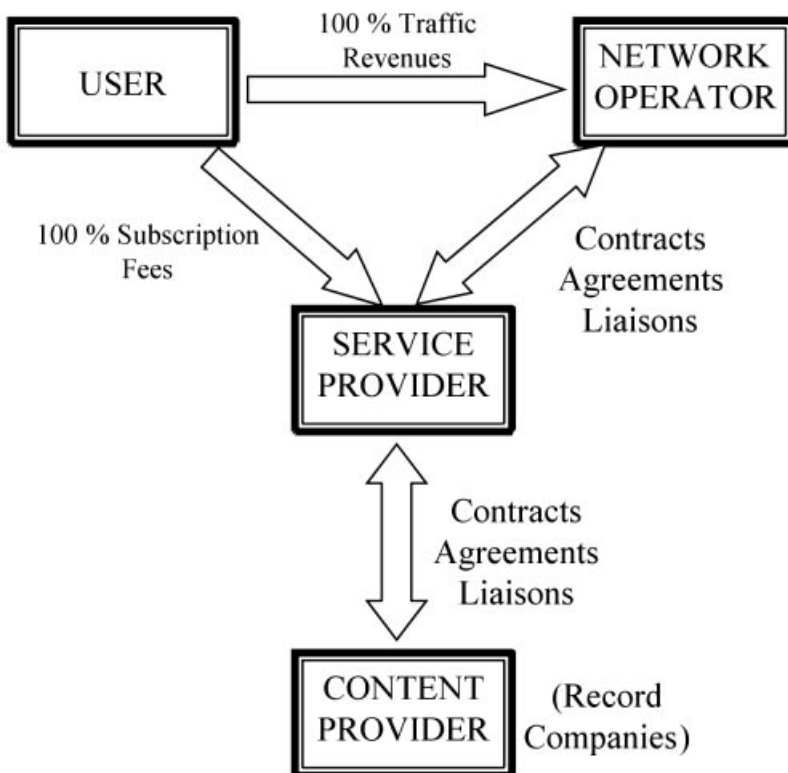 100 % Traffic
Revenues
USER
NETWORK
OPERATOR
100 % Subscription
Fees
Contracts
Agreements
Liaisons
SERVICE
PROVIDER
Contracts
Agreements
Liaisons
CONTENT
PROVIDER
(Record
Companies)